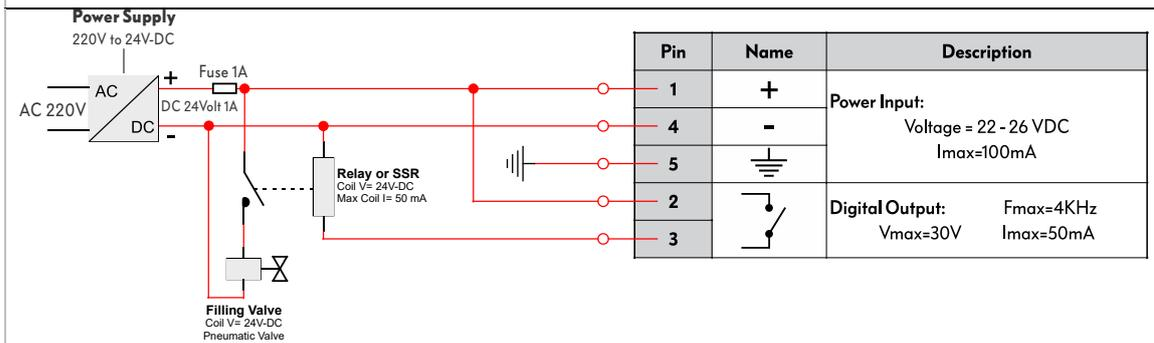 Power Supply
220V to 24V-DC
AC
DC
+
-
AC 220V
Fuse 1A
DC 24Volt 1A
Relay or SSR
Coil V= 24V-DC
Max Coil I= 50 mA
Filling Valve
Coil V= 24V-DC
Pneumatic Valve
Pin Name Description
1 +
4 -
5
2
3
Power Input:
Voltage = 22 - 26 VDC
Imax=100mA
Digital Output: Fmax=4KHz
Vmax=30V Imax=50mA